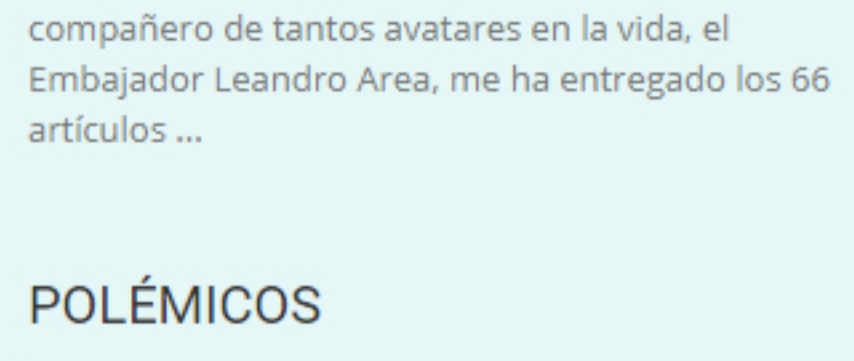 compañero de tantos avatares en la vida, el
Embajador Leandro Area, me ha entregado los 66
artículos ...
POLÉMICOS